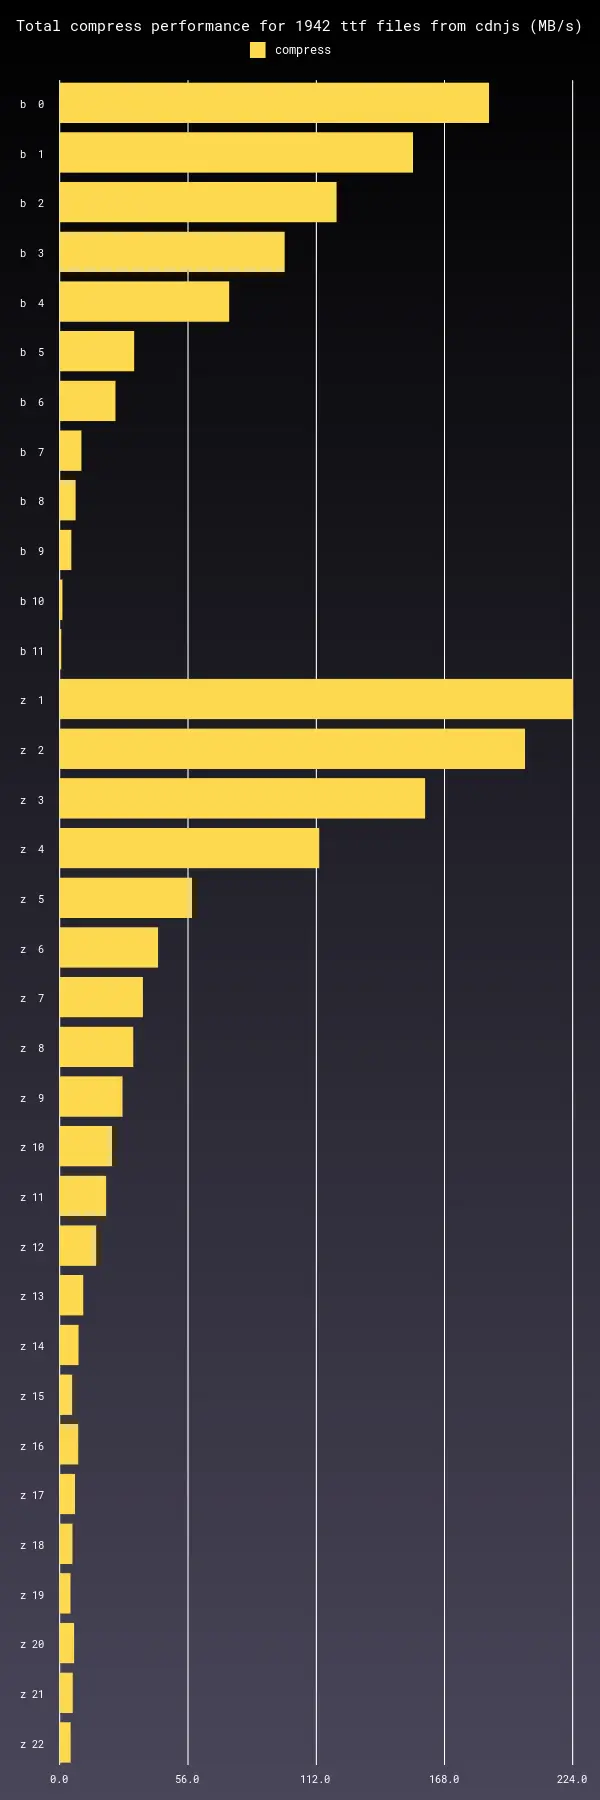 Total compress performance for 1942 ttf files from cdnjs (MB/s)
compress
b  0
b  1
b  2
b  3
b  4
b  5
b  6
b  7
b  8
b  9
b 10
b 11
z  1
z  2
z  3
z  4
z  5
z  6
z  7
z  8
z  9
z 10
z 11
z 12
z 13
z 14
z 15
z 16
z 17
z 18
z 19
z 20
z 21
z 22
0.0 56.0 112.0 168.0 224.0